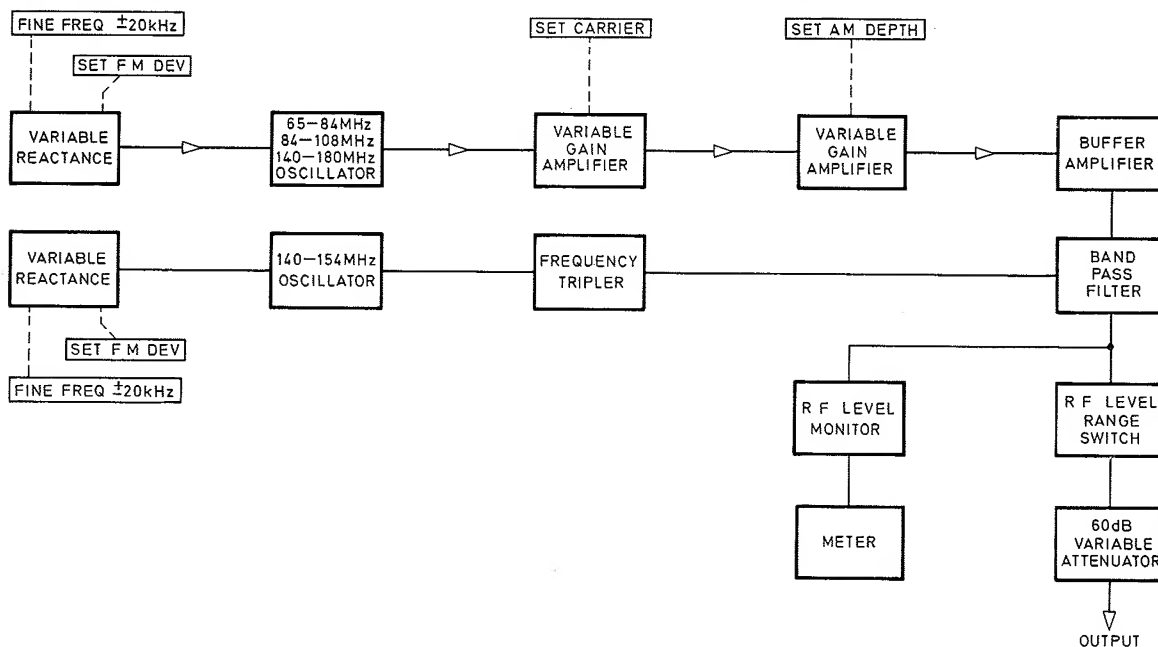 FINE FREQ ±20kHz
SET F M DEV
SET CARRIER
SET AM DEPTH
VARIABLE
REACTANCE
65–84MHz
84–108MHz
140–180MHz
OSCILLATOR
VARIABLE
GAIN
AMPLIFIER
VARIABLE
GAIN
AMPLIFIER
BUFFER
AMPLIFIER
VARIABLE
REACTANCE
140–154MHz
OSCILLATOR
FREQUENCY
TRIPLER
BAND
PASS
FILTER
SET F M DEV
FINE FREQ ±20kHz
R F LEVEL
MONITOR
R F LEVEL
RANGE
SWITCH
METER
60dB
VARIABLE
ATTENUATOR
OUTPUT